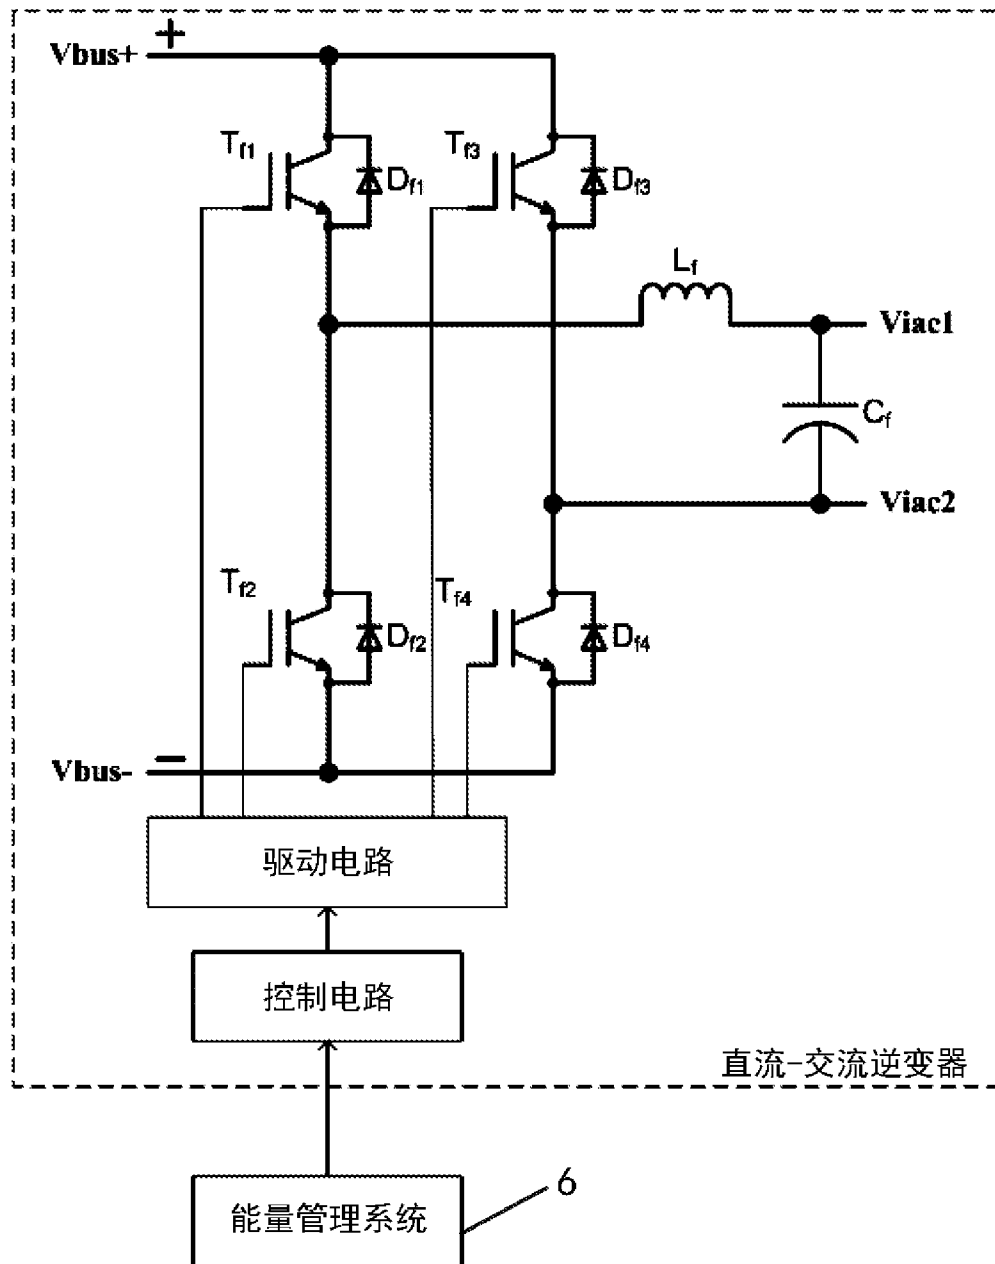 +
Vbus+
Tf1
Df1
Tf3
Df3
Lf
Viac1
Cf
Viac2
Tf2
Df2
Tf4
Df4
−
Vbus-
驱动电路
控制电路
直流-交流逆变器
能量管理系统
6